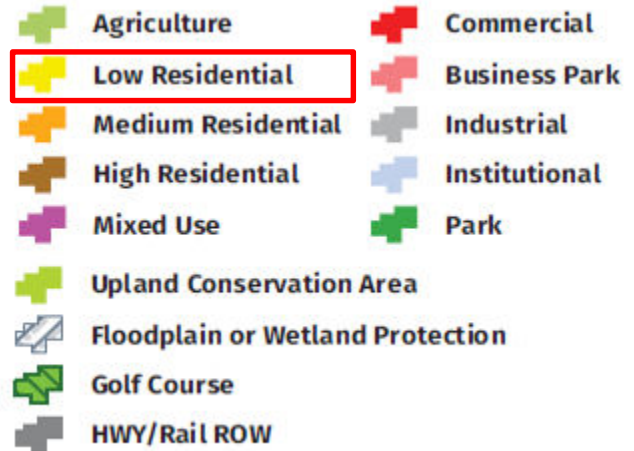 Agriculture
Low Residential
Medium Residential
High Residential
Mixed Use
Commercial
Business Park
Industrial
Institutional
Park
Upland Conservation Area
Floodplain or Wetland Protection
Golf Course
HWY/Rail ROW